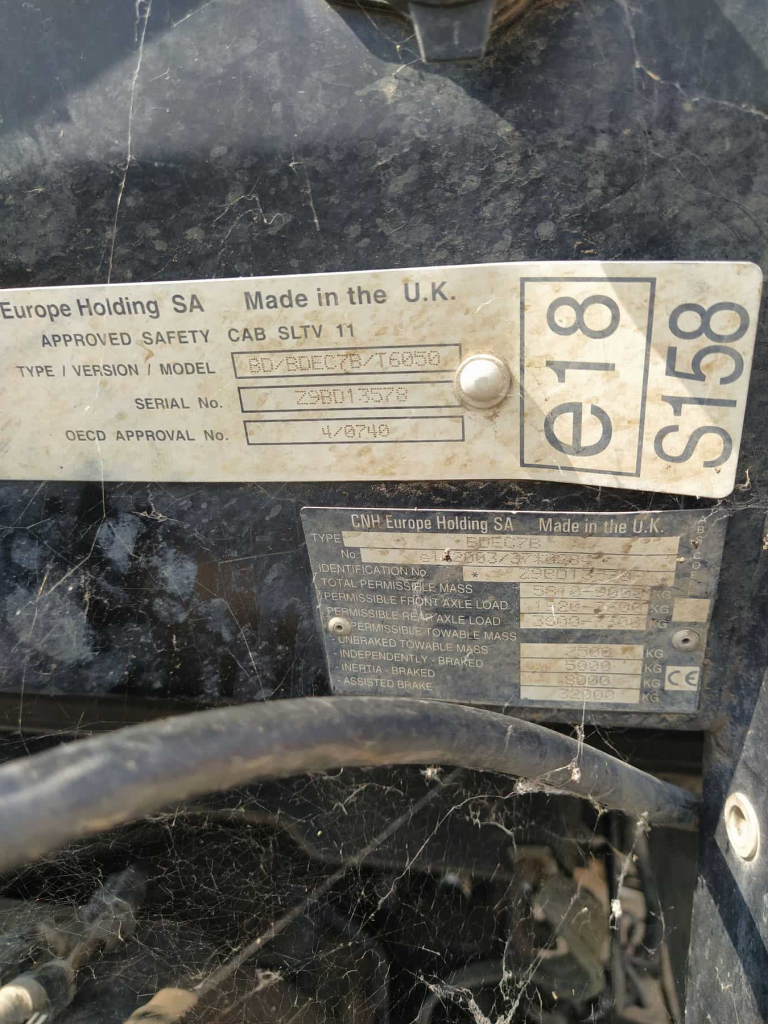 Europe Holding SA Made in the U.K.
APPROVED SAFETY CAB SLTV 11
TYPE / VERSION / MODEL BD/BDEC7B/T6050
SERIAL No. Z9BD13578
OECD APPROVAL No. 4/0740
e18
S158
CNH Europe Holding SA Made in the U.K.
TYPE BDEC7B
No.
IDENTIFICATION No *
TOTAL PERMISSIBLE MASS KG
PERMISSIBLE FRONT AXLE LOAD KG
PERMISSIBLE REAR AXLE LOAD KG
PERMISSIBLE TOWABLE MASS
UNBRAKED TOWABLE MASS KG
- INDEPENDENTLY - BRAKED 5000 KG
- INERTIA - BRAKED KG
- ASSISTED BRAKE 32000 KG
CE